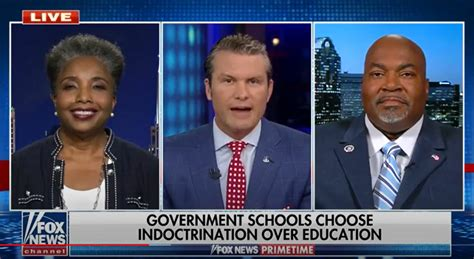 LIVE
FOX
NEWS
channel
GOVERNMENT SCHOOLS CHOOSE
INDOCTRINATION OVER EDUCATION
FOX NEWS PRIMETIME